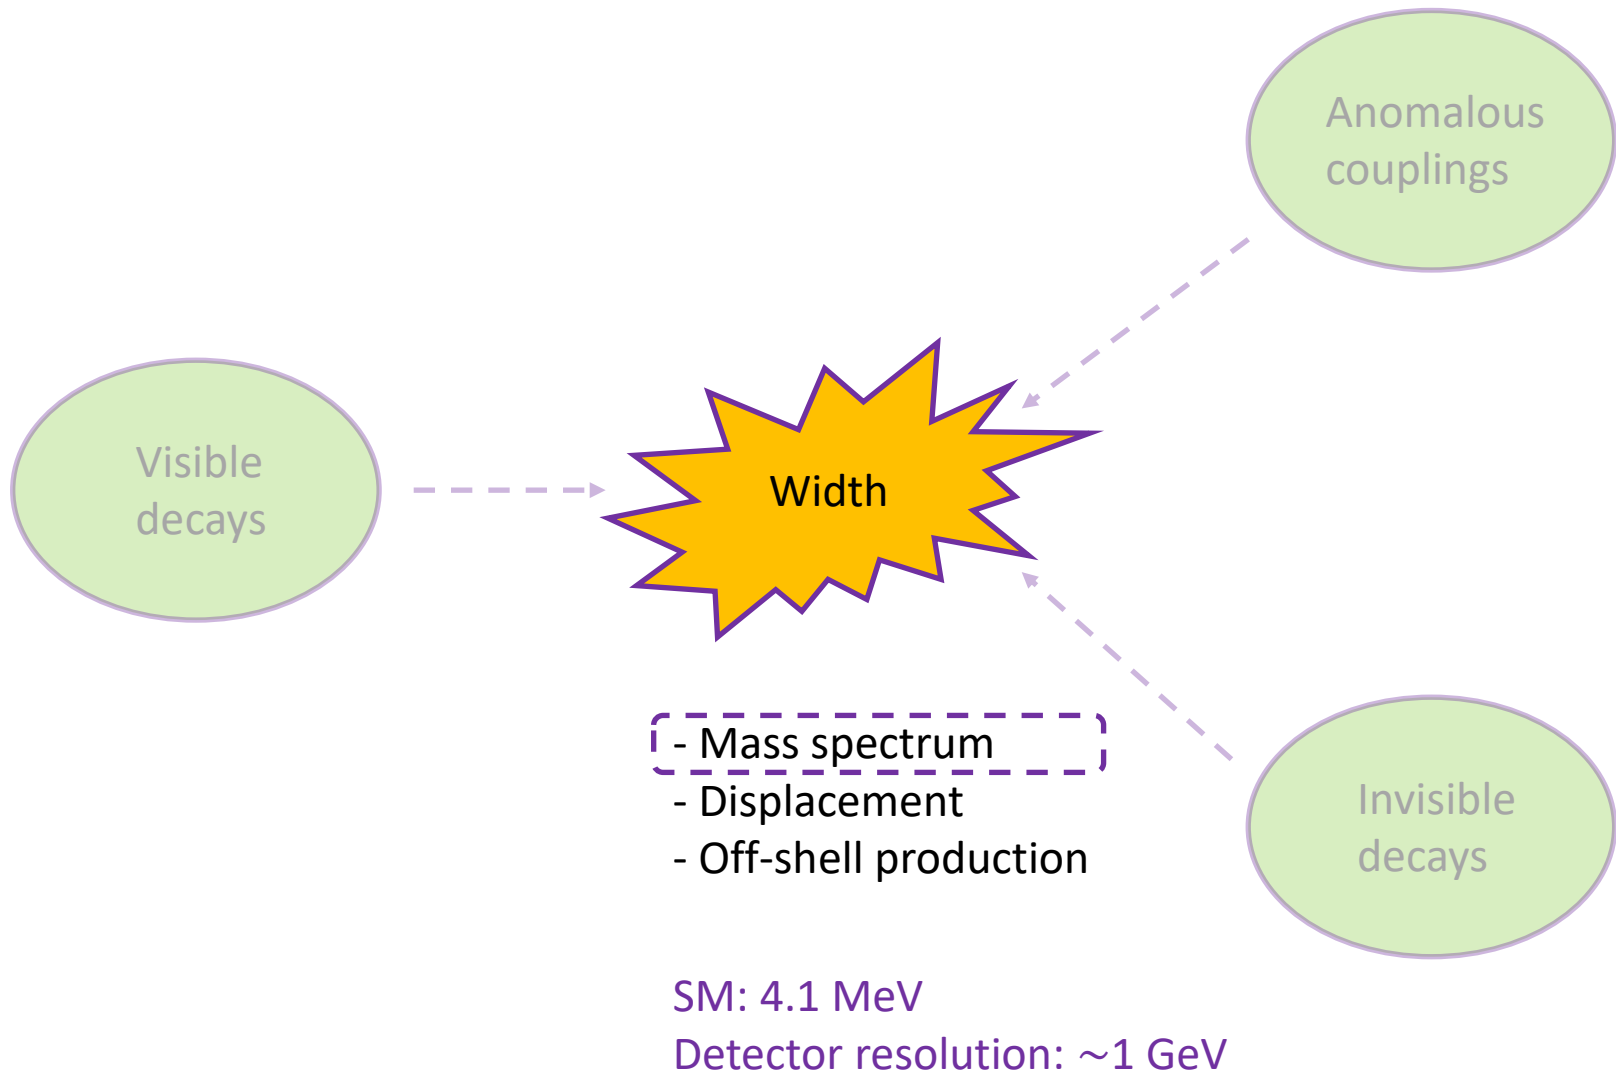 Anomalous
couplings
Visible
decays
Width
- Mass spectrum
- Displacement
- Off-shell production
Invisible
decays
SM: 4.1 MeV
Detector resolution: ∼1 GeV